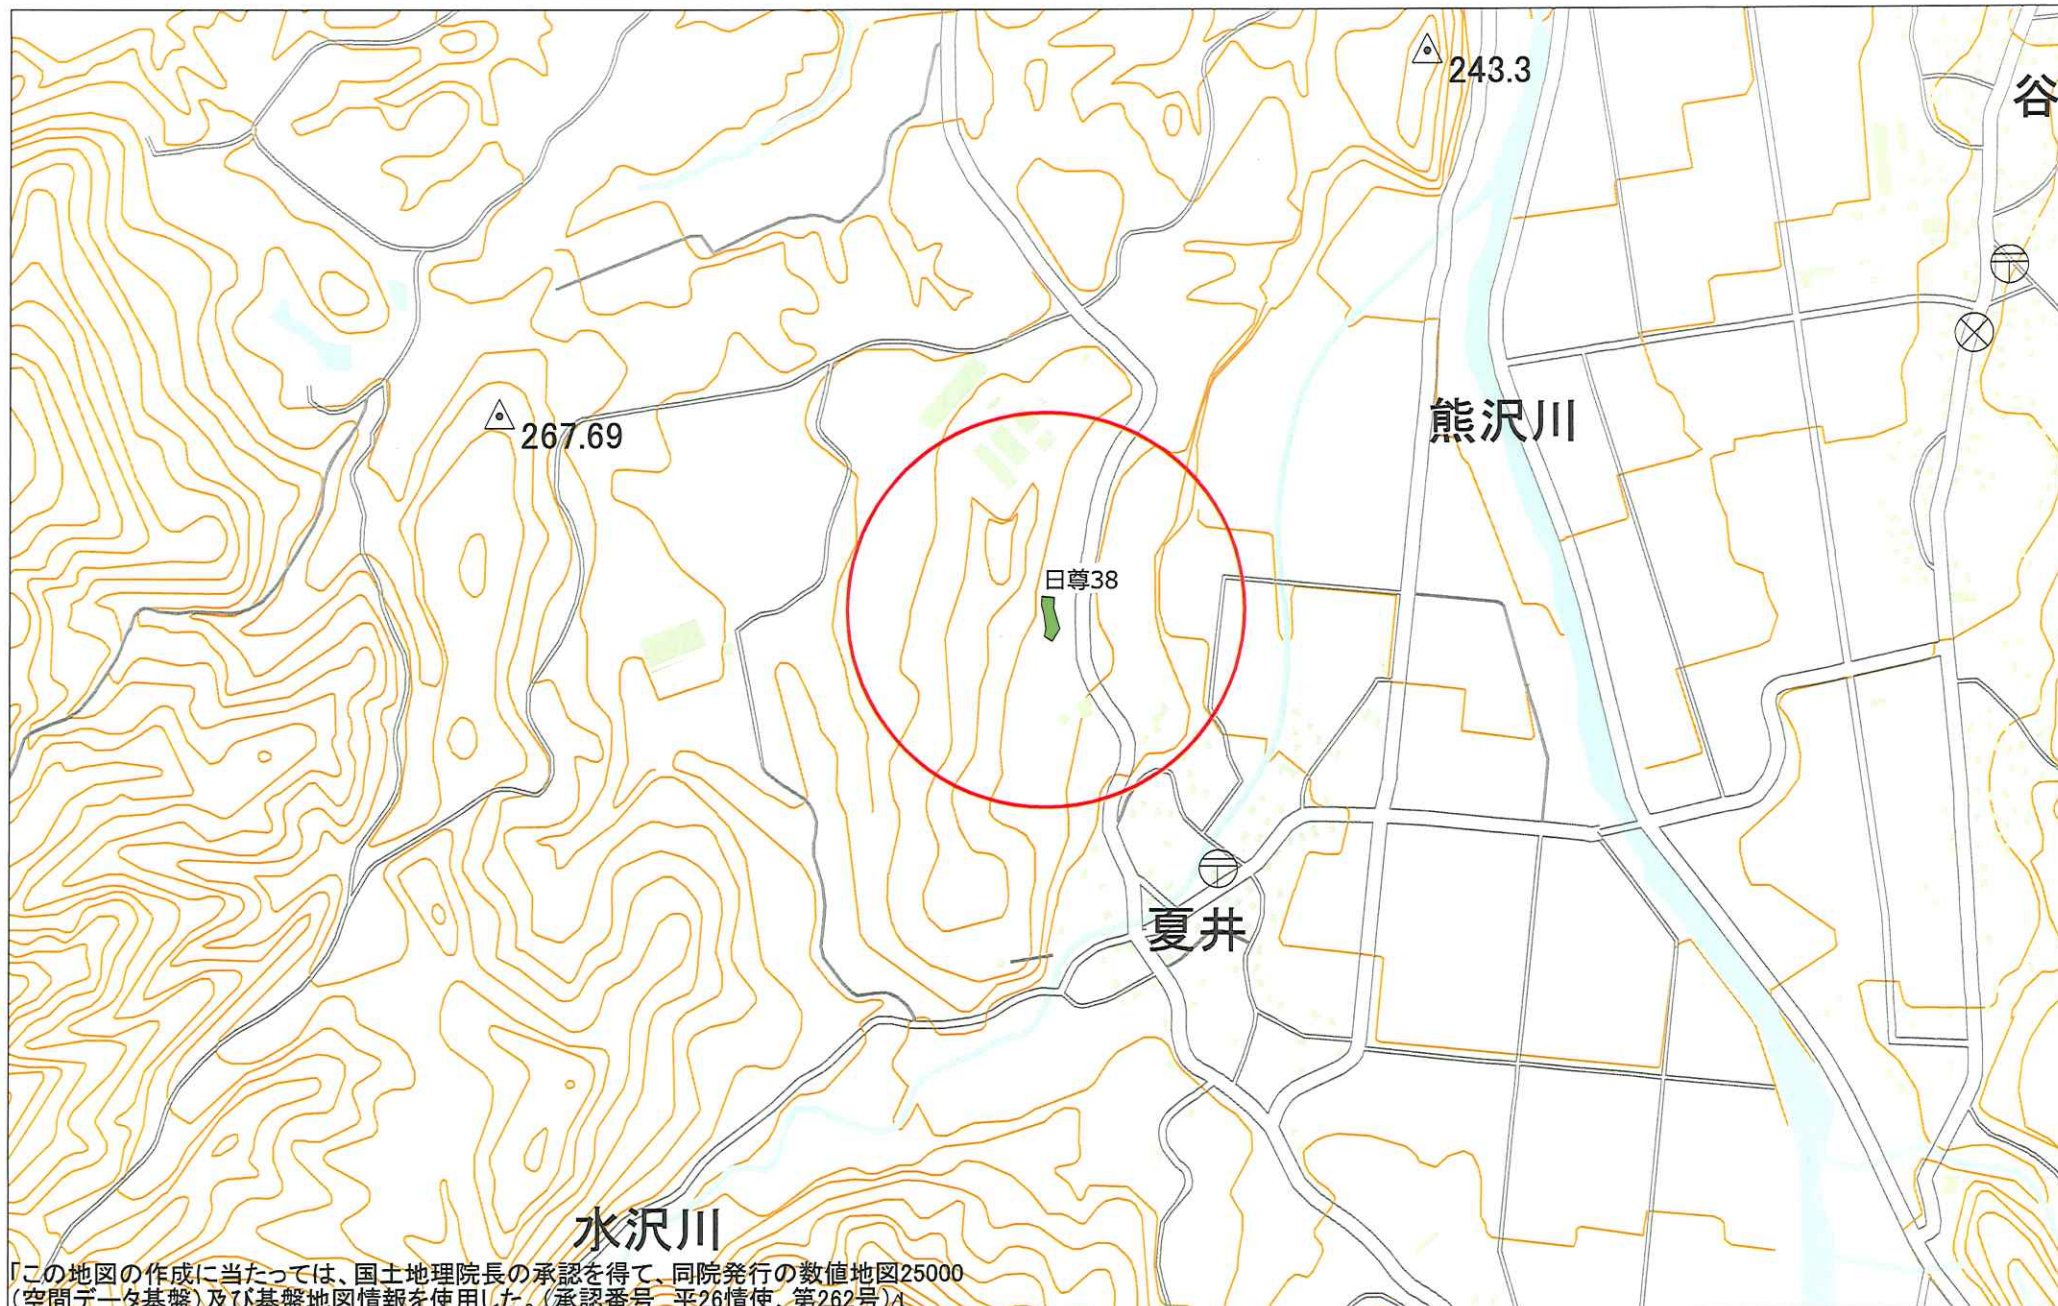 243.3
谷
267.69
熊沢川
日尊38
夏井
水沢川
「この地図の作成に当たっては、国土地理院長の承認を得て、同院発行の数値地図25000
(空間データ基盤)及び基盤地図情報を使用した。(承認番号 平26情使、第262号)」